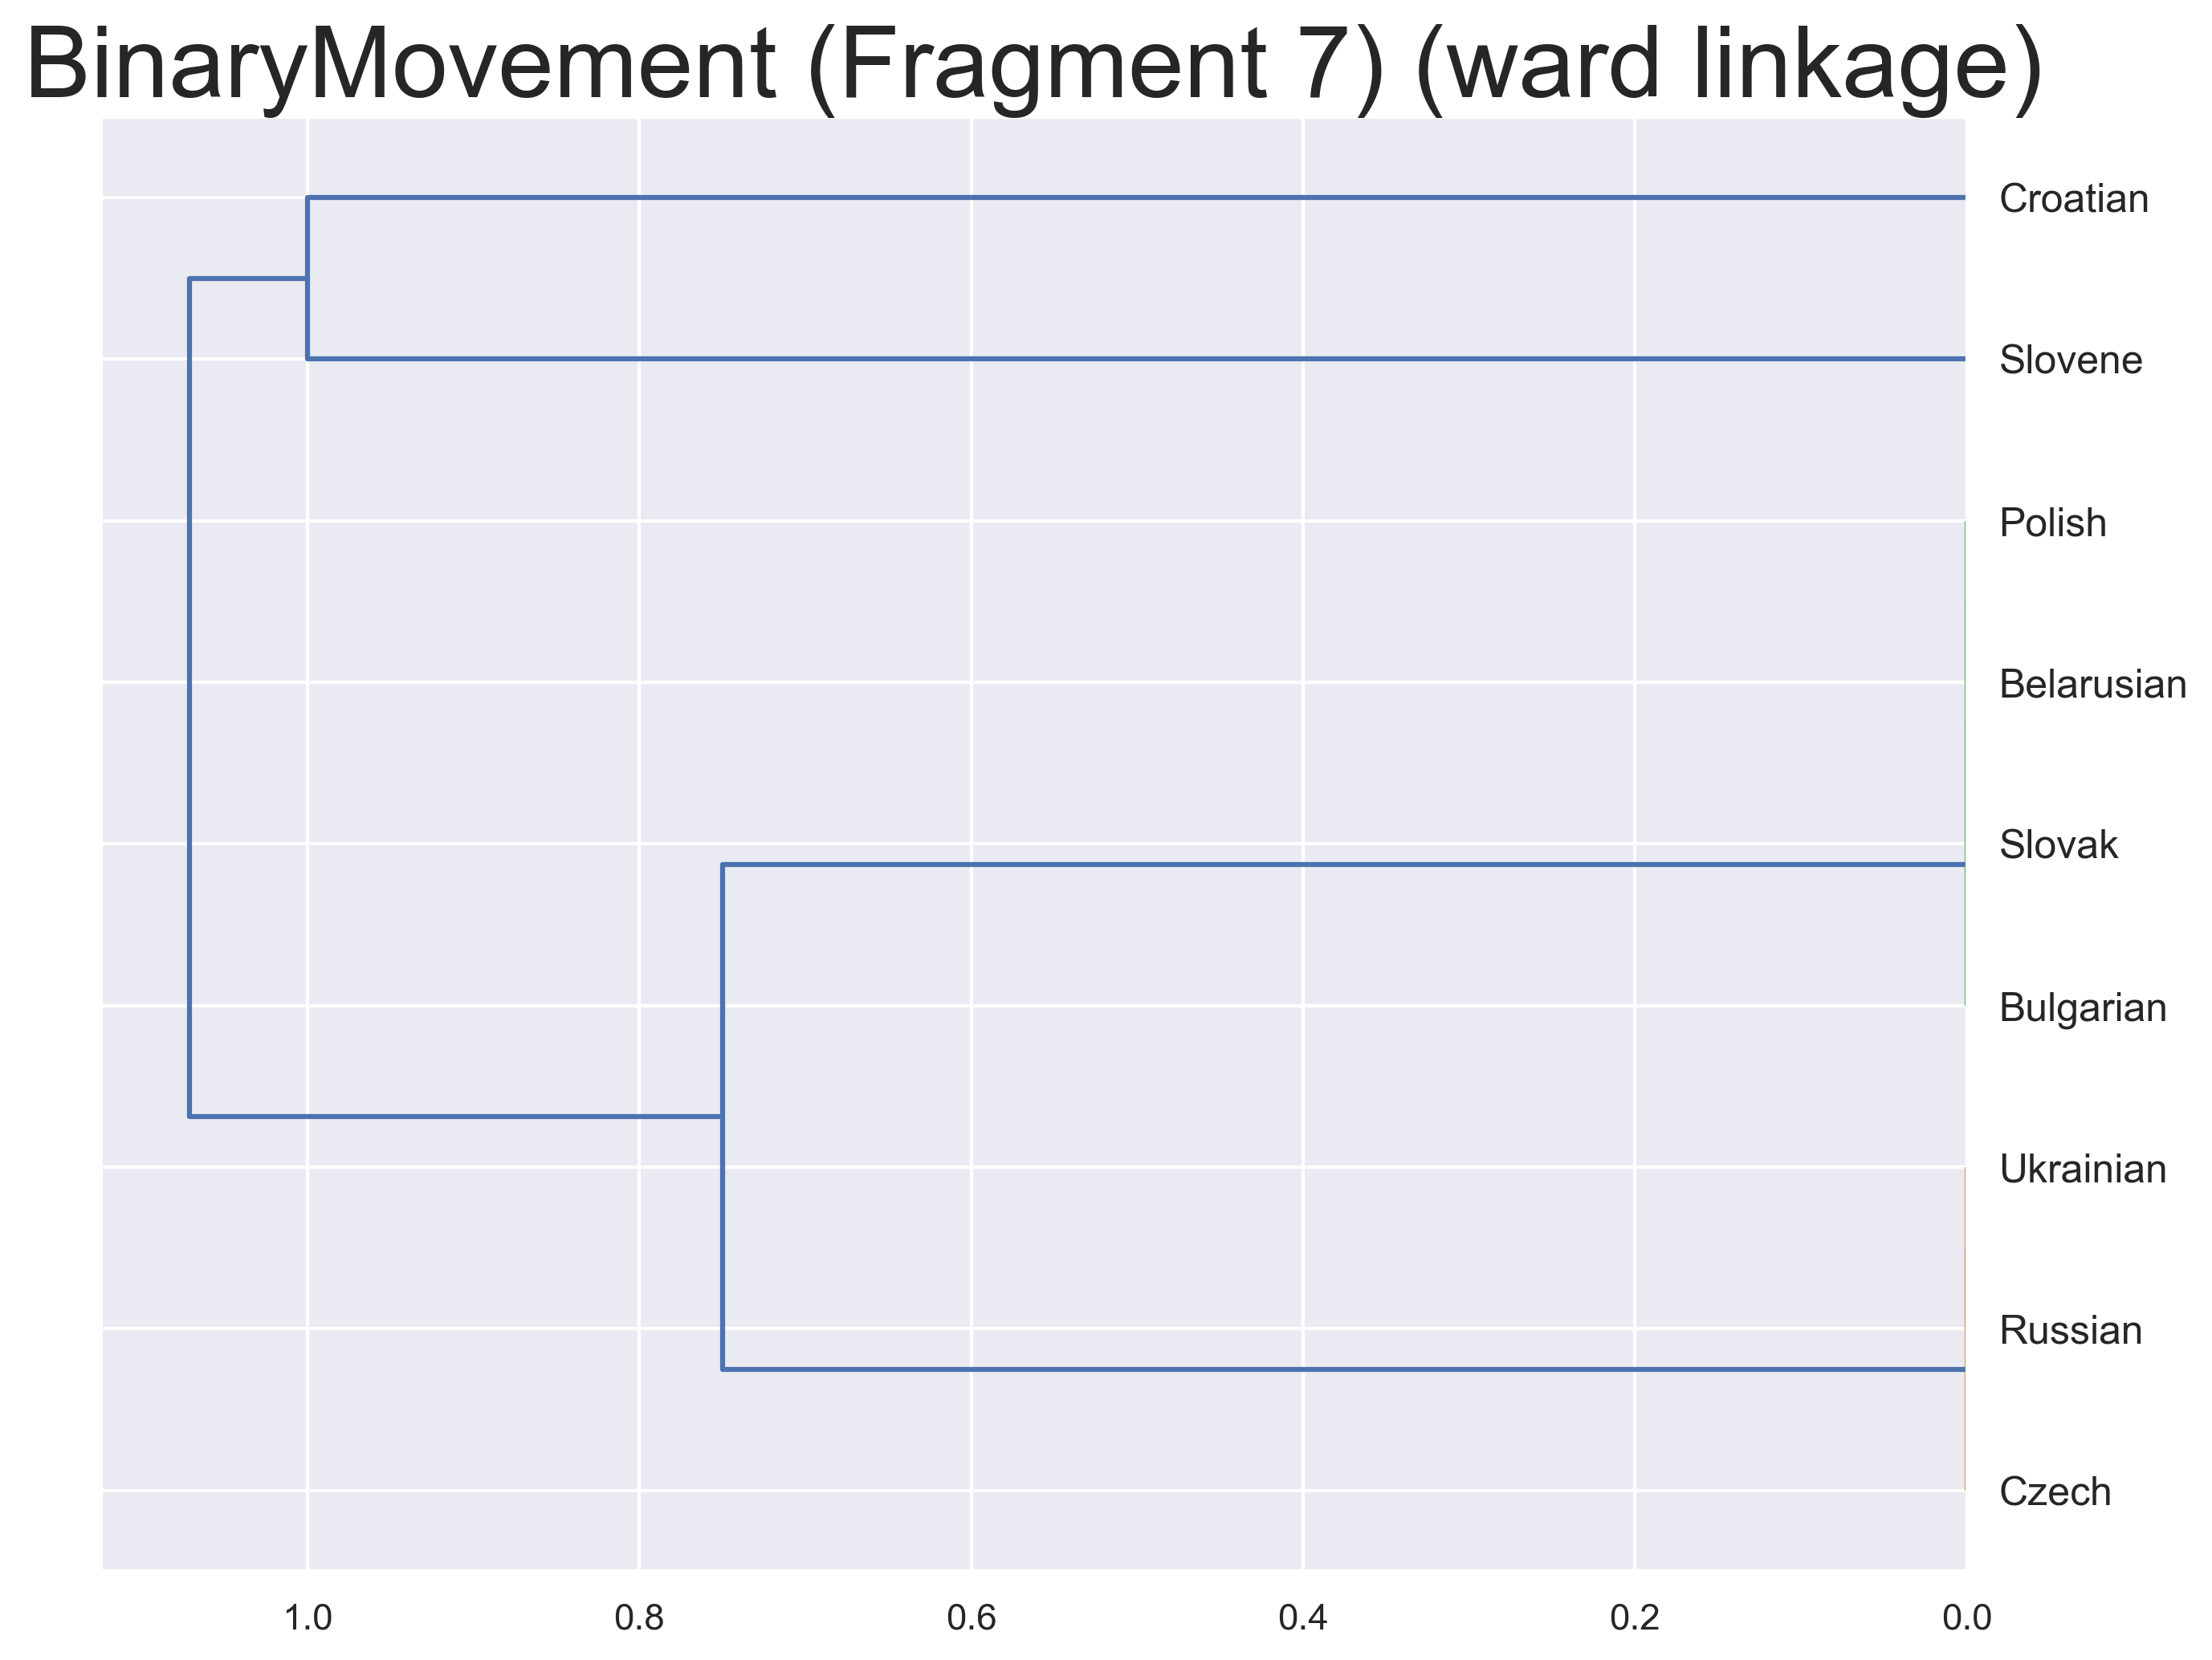 BinaryMovement (Fragment 7) (ward linkage)
Croatian
Slovene
Polish
Belarusian
Slovak
Bulgarian
Ukrainian
Russian
Czech
1.0 0.8 0.6 0.4 0.2 0.0